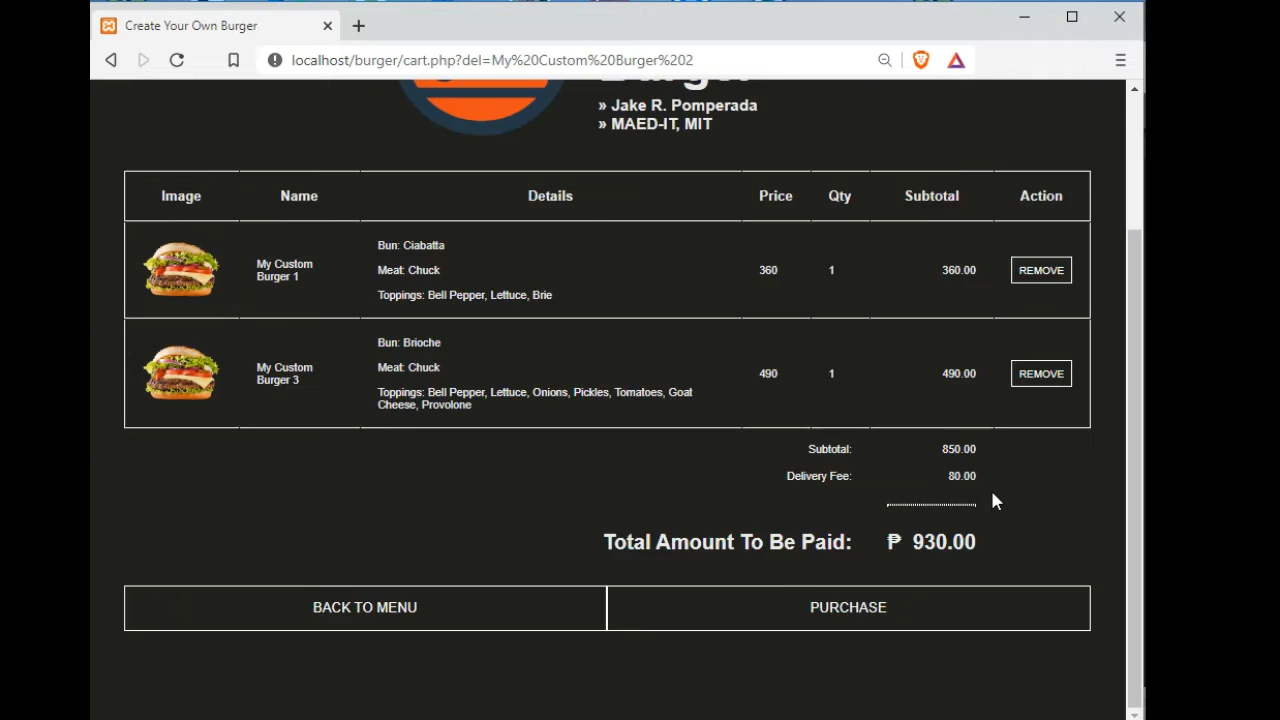 Create Your Own Burger
localhost/burger/cart.php?del=My%20Custom%20Burger%202
Burger
» Jake R. Pomperada
» MAED-IT, MIT
Image Name Details Price Qty Subtotal Action
Bun: Ciabatta
My Custom
Burger 1
Meat: Chuck
360 1 360.00 REMOVE
Toppings: Bell Pepper, Lettuce, Brie
Bun: Brioche
My Custom
Burger 3
Meat: Chuck
490 1 490.00 REMOVE
Toppings: Bell Pepper, Lettuce, Onions, Pickles, Tomatoes, Goat
Cheese, Provolone
Subtotal: 850.00
Delivery Fee: 80.00
Total Amount To Be Paid: ₱ 930.00
BACK TO MENU PURCHASE